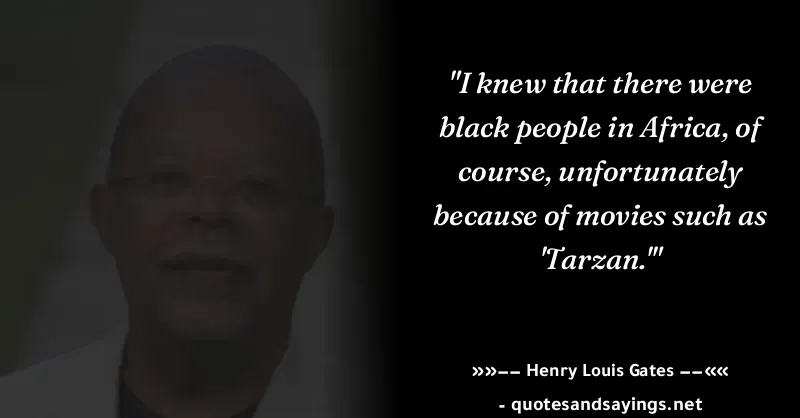 "I knew that there were
black people in Africa, of
course, unfortunately
because of movies such as
'Tarzan.'"
»»−− Henry Louis Gates −−««
- quotesandsayings.net